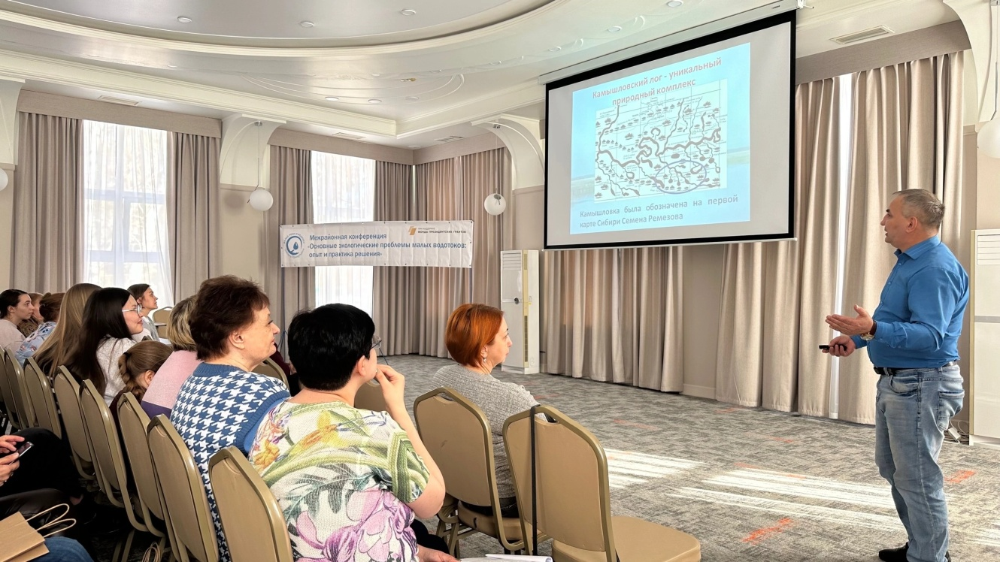 Камышловский лог - уникальный
природный комплекс
Камышловка была обозначена на первой
карте Сибири Семена Ремезова
ФОНДА ПРЕЗИДЕНТСКИХ ГРАНТОВ
Межрайонная конференция
«Основные экологические проблемы малых водотоков:
опыт и практика решения»